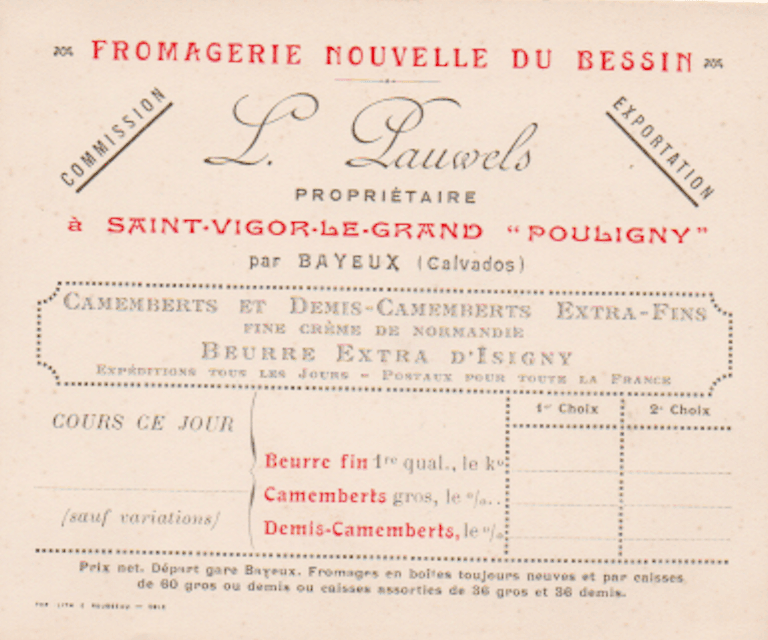 FROMAGERIE NOUVELLE DU BESSIN
COMMISSION
EXPORTATION
L. Pauwels
PROPRIÉTAIRE
à SAINT-VIGOR-LE-GRAND "POULIGNY"
par BAYEUX (Calvados)
CAMEMBERTS ET DEMIS-CAMEMBERTS EXTRA-FINS
FINE CRÈME DE NORMANDIE
BEURRE EXTRA D'ISIGNY
EXPÉDITIONS TOUS LES JOURS - POSTAUX POUR TOUTE LA FRANCE
1er Choix 2e Choix
COURS CE JOUR
(sauf variations)
Beurre fin 1re qual., le ko
Camemberts gros, le %..
Demis-Camemberts, le %
Prix net. Départ gare Bayeux. Fromages en boîtes toujours neuves et par caisses
de 60 gros ou demis ou caisses assorties de 36 gros et 36 demis.